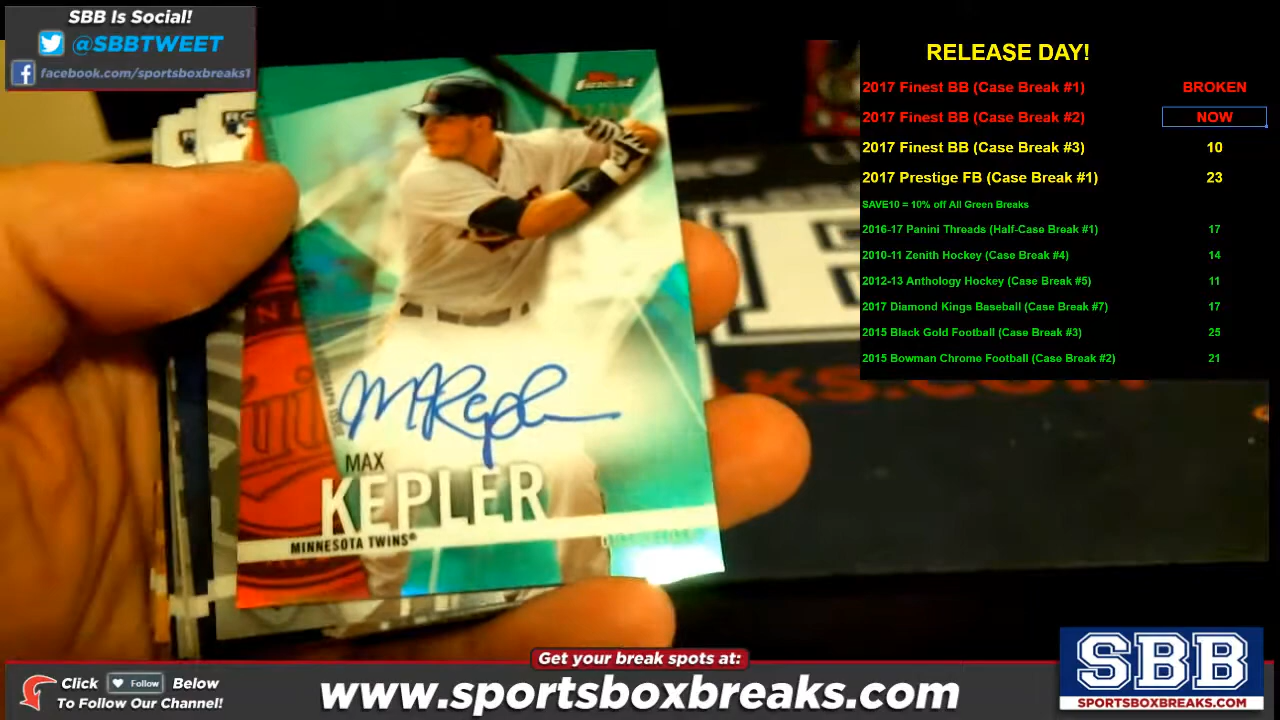 SBB Is Social!
@SBBTWEET
facebook.com/sportsboxbreaks1
RELEASE DAY!
2017 Finest BB (Case Break #1) BROKEN
2017 Finest BB (Case Break #2) NOW
2017 Finest BB (Case Break #3) 10
2017 Prestige FB (Case Break #1) 23
SAVE10 = 10% off All Green Breaks
2016-17 Panini Threads (Half-Case Break #1) 17
2010-11 Zenith Hockey (Case Break #4) 14
2012-13 Anthology Hockey (Case Break #5) 11
2017 Diamond Kings Baseball (Case Break #7) 17
2015 Black Gold Football (Case Break #3) 25
2015 Bowman Chrome Football (Case Break #2) 21
Finest
MKepler
MAX
KEPLER
MINNESOTA TWINS®
Get your break spots at:
Click Follow Below
To Follow Our Channel!
www.sportsboxbreaks.com
SBB
SPORTSBOXBREAKS.COM